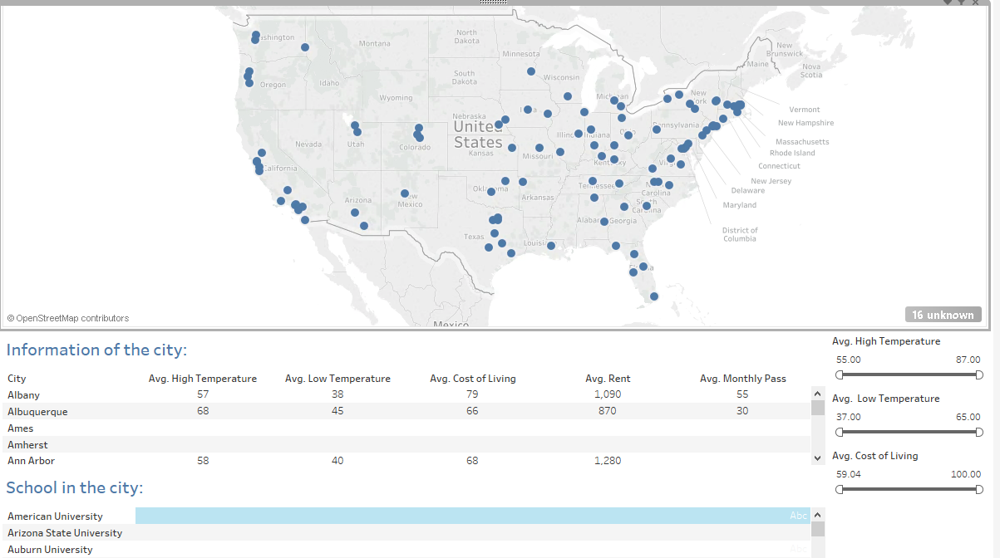 Washington
North
Dakota
Montana
Minnesota
New
Brunswick
Maine
Nova
Scotia
South
Dakota
Wisconsin
Oregon
Idaho
Wyoming
Michigan
New
York
Vermont
Nebraska
Iowa
New Hampshire
United
States
Pennsylvania
Illinois
Indiana
Ohio
Nevada
Utah
Colorado
Kansas
Missouri
Massachusetts
Rhode Island
Kentucky
Virginia
Connecticut
California
New Jersey
Tennessee
Oklahoma
North
Carolina
Delaware
Arizona
New
Mexico
Arkansas
South
Carolina
Maryland
Alabama
Georgia
District of
Columbia
Texas
Louisiana
Florida
© OpenStreetMap contributors
México
16 unknown
Information of the city:
City Avg. High Temperature Avg. Low Temperature Avg. Cost of Living Avg. Rent Avg. Monthly Pass
Albany 57 38 79 1,090 55
Albuquerque 68 45 66 870 30
Ames
Amherst
Ann Arbor 58 40 68 1,280
School in the city:
American University Abc
Arizona State University
Auburn University Abc
Avg. High Temperature
55.00 87.00
Avg. Low Temperature
37.00 65.00
Avg. Cost of Living
59.04 100.00